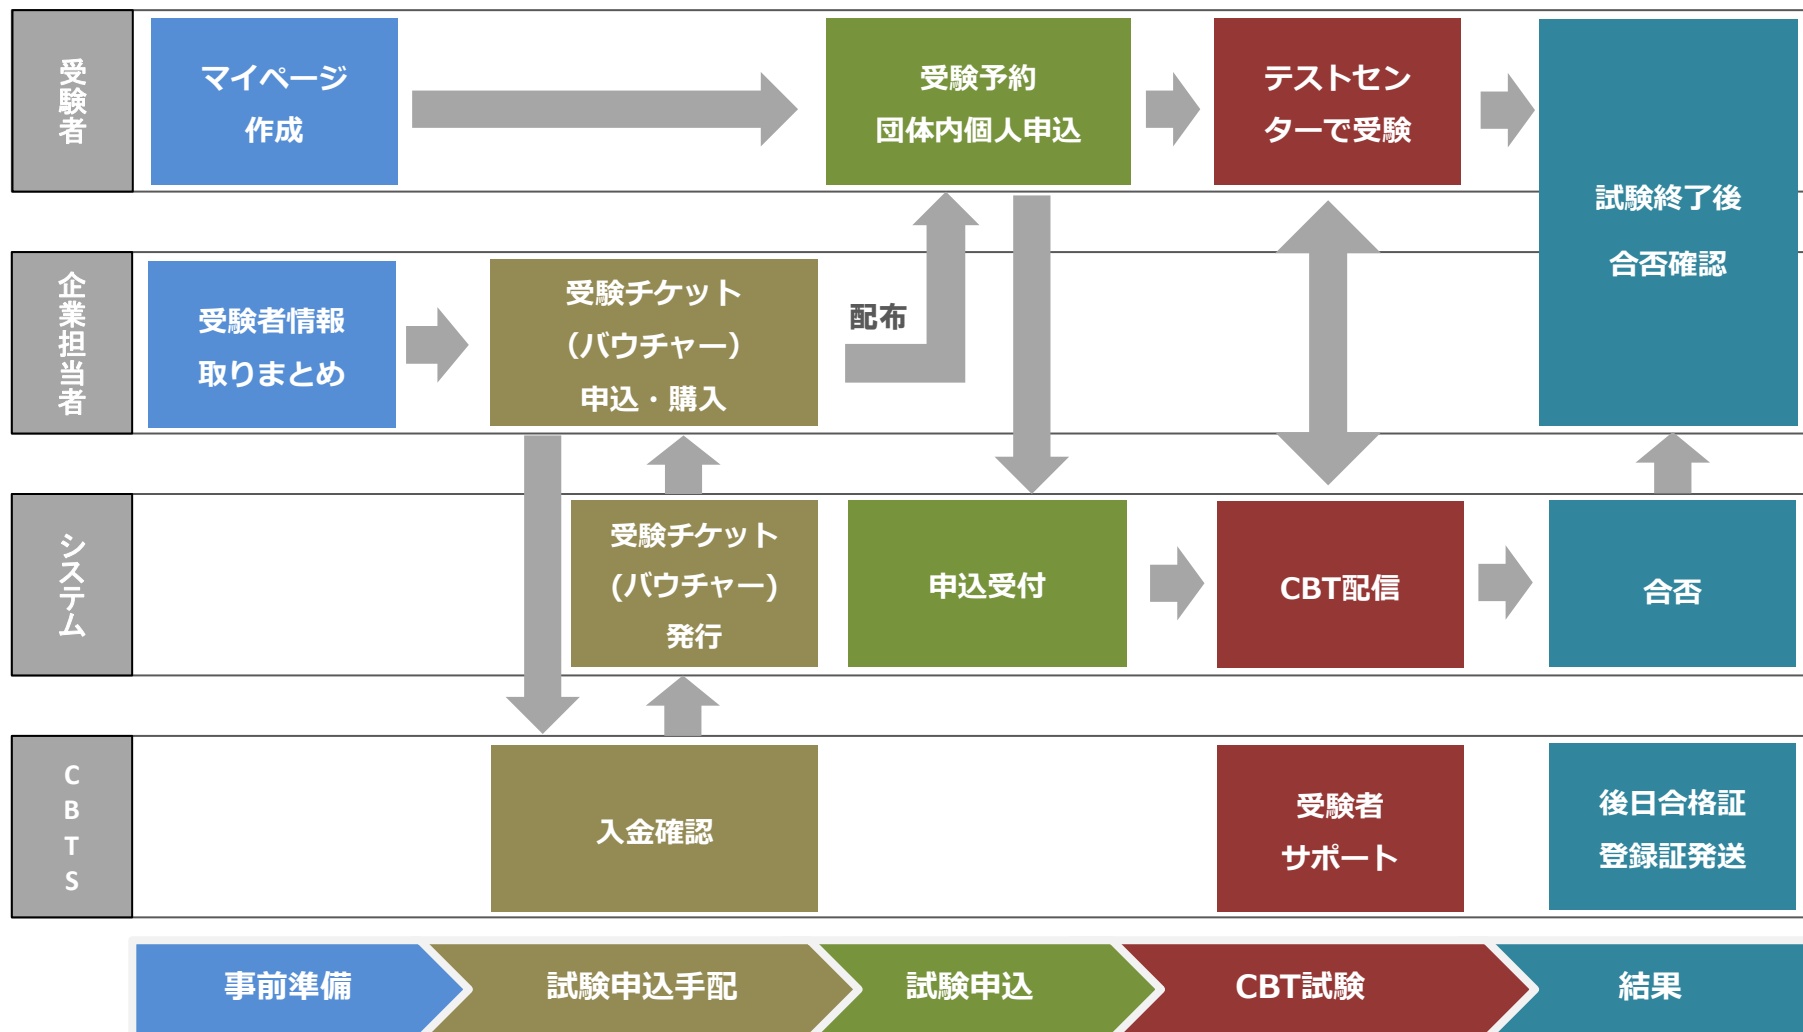 受験者
マイページ
作成
受験予約
団体内個人申込
テストセン
ターで受験
試験終了後
合否確認
企業担当者
受験者情報
取りまとめ
受験チケット
（バウチャー）
申込・購入
配布
システム
受験チケット
(バウチャー)
発行
申込受付
CBT配信
合否
CBTS
入金確認
受験者
サポート
後日合格証
登録証発送
事前準備
試験申込手配
試験申込
CBT試験
結果